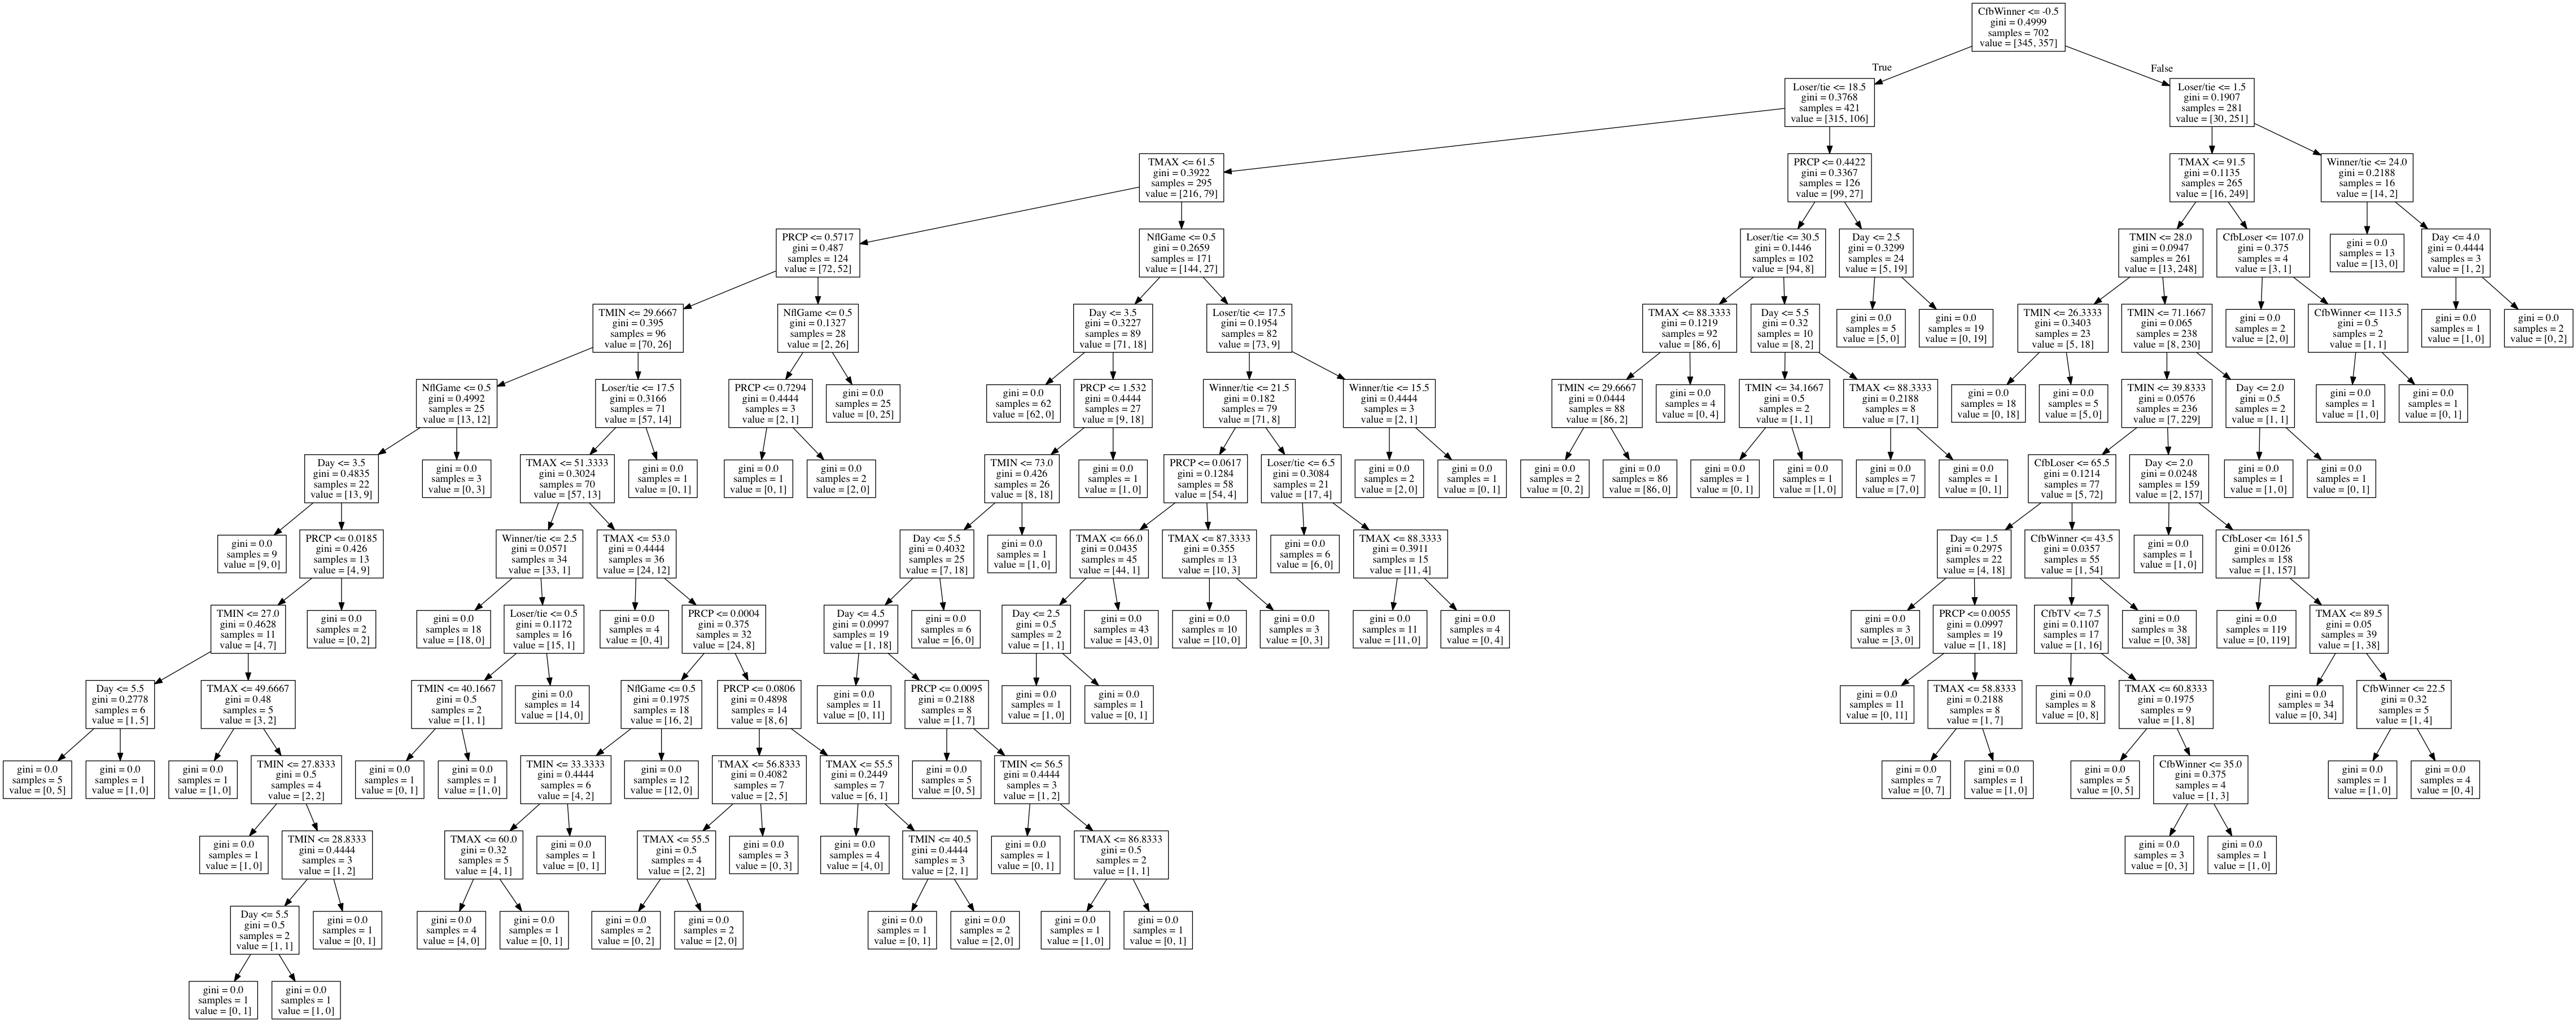 CfbWinner <= -0.5
gini = 0.4999
samples = 702
value = [345, 357]
True
False
Loser/tie <= 18.5
gini = 0.3768
samples = 421
value = [315, 106]
Loser/tie <= 1.5
gini = 0.1907
samples = 281
value = [30, 251]
TMAX <= 61.5
gini = 0.3922
samples = 295
value = [216, 79]
PRCP <= 0.4422
gini = 0.3367
samples = 126
value = [99, 27]
TMAX <= 91.5
gini = 0.1135
samples = 265
value = [16, 249]
Winner/tie <= 24.0
gini = 0.2188
samples = 16
value = [14, 2]
PRCP <= 0.5717
gini = 0.487
samples = 124
value = [72, 52]
NflGame <= 0.5
gini = 0.2659
samples = 171
value = [144, 27]
Loser/tie <= 30.5
gini = 0.1446
samples = 102
value = [94, 8]
Day <= 2.5
gini = 0.3299
samples = 24
value = [5, 19]
TMIN <= 28.0
gini = 0.0947
samples = 261
value = [13, 248]
CfbLoser <= 107.0
gini = 0.375
samples = 4
value = [3, 1]
gini = 0.0
samples = 13
value = [13, 0]
Day <= 4.0
gini = 0.4444
samples = 3
value = [1, 2]
TMIN <= 29.6667
gini = 0.395
samples = 96
value = [70, 26]
NflGame <= 0.5
gini = 0.1327
samples = 28
value = [2, 26]
Day <= 3.5
gini = 0.3227
samples = 89
value = [71, 18]
Loser/tie <= 17.5
gini = 0.1954
samples = 82
value = [73, 9]
TMAX <= 88.3333
gini = 0.1219
samples = 92
value = [86, 6]
Day <= 5.5
gini = 0.32
samples = 10
value = [8, 2]
gini = 0.0
samples = 5
value = [5, 0]
gini = 0.0
samples = 19
value = [0, 19]
TMIN <= 26.3333
gini = 0.3403
samples = 23
value = [5, 18]
TMIN <= 71.1667
gini = 0.065
samples = 238
value = [8, 230]
gini = 0.0
samples = 2
value = [2, 0]
CfbWinner <= 113.5
gini = 0.5
samples = 2
value = [1, 1]
gini = 0.0
samples = 1
value = [1, 0]
gini = 0.0
samples = 2
value = [0, 2]
NflGame <= 0.5
gini = 0.4992
samples = 25
value = [13, 12]
Loser/tie <= 17.5
gini = 0.3166
samples = 71
value = [57, 14]
PRCP <= 0.7294
gini = 0.4444
samples = 3
value = [2, 1]
gini = 0.0
samples = 25
value = [0, 25]
gini = 0.0
samples = 62
value = [62, 0]
PRCP <= 1.532
gini = 0.4444
samples = 27
value = [9, 18]
Winner/tie <= 21.5
gini = 0.182
samples = 79
value = [71, 8]
Winner/tie <= 15.5
gini = 0.4444
samples = 3
value = [2, 1]
TMIN <= 29.6667
gini = 0.0444
samples = 88
value = [86, 2]
gini = 0.0
samples = 4
value = [0, 4]
TMIN <= 34.1667
gini = 0.5
samples = 2
value = [1, 1]
TMAX <= 88.3333
gini = 0.2188
samples = 8
value = [7, 1]
gini = 0.0
samples = 18
value = [0, 18]
gini = 0.0
samples = 5
value = [5, 0]
TMIN <= 39.8333
gini = 0.0576
samples = 236
value = [7, 229]
Day <= 2.0
gini = 0.5
samples = 2
value = [1, 1]
gini = 0.0
samples = 1
value = [1, 0]
gini = 0.0
samples = 1
value = [0, 1]
Day <= 3.5
gini = 0.4835
samples = 22
value = [13, 9]
gini = 0.0
samples = 3
value = [0, 3]
TMAX <= 51.3333
gini = 0.3024
samples = 70
value = [57, 13]
gini = 0.0
samples = 1
value = [0, 1]
gini = 0.0
samples = 1
value = [0, 1]
gini = 0.0
samples = 2
value = [2, 0]
TMIN <= 73.0
gini = 0.426
samples = 26
value = [8, 18]
gini = 0.0
samples = 1
value = [1, 0]
PRCP <= 0.0617
gini = 0.1284
samples = 58
value = [54, 4]
Loser/tie <= 6.5
gini = 0.3084
samples = 21
value = [17, 4]
gini = 0.0
samples = 2
value = [2, 0]
gini = 0.0
samples = 1
value = [0, 1]
gini = 0.0
samples = 2
value = [0, 2]
gini = 0.0
samples = 86
value = [86, 0]
gini = 0.0
samples = 1
value = [0, 1]
gini = 0.0
samples = 1
value = [1, 0]
gini = 0.0
samples = 7
value = [7, 0]
gini = 0.0
samples = 1
value = [0, 1]
CfbLoser <= 65.5
gini = 0.1214
samples = 77
value = [5, 72]
Day <= 2.0
gini = 0.0248
samples = 159
value = [2, 157]
gini = 0.0
samples = 1
value = [1, 0]
gini = 0.0
samples = 1
value = [0, 1]
gini = 0.0
samples = 9
value = [9, 0]
PRCP <= 0.0185
gini = 0.426
samples = 13
value = [4, 9]
Winner/tie <= 2.5
gini = 0.0571
samples = 34
value = [33, 1]
TMAX <= 53.0
gini = 0.4444
samples = 36
value = [24, 12]
Day <= 5.5
gini = 0.4032
samples = 25
value = [7, 18]
gini = 0.0
samples = 1
value = [1, 0]
TMAX <= 66.0
gini = 0.0435
samples = 45
value = [44, 1]
TMAX <= 87.3333
gini = 0.355
samples = 13
value = [10, 3]
gini = 0.0
samples = 6
value = [6, 0]
TMAX <= 88.3333
gini = 0.3911
samples = 15
value = [11, 4]
Day <= 1.5
gini = 0.2975
samples = 22
value = [4, 18]
CfbWinner <= 43.5
gini = 0.0357
samples = 55
value = [1, 54]
gini = 0.0
samples = 1
value = [1, 0]
CfbLoser <= 161.5
gini = 0.0126
samples = 158
value = [1, 157]
TMIN <= 27.0
gini = 0.4628
samples = 11
value = [4, 7]
gini = 0.0
samples = 2
value = [0, 2]
gini = 0.0
samples = 18
value = [18, 0]
Loser/tie <= 0.5
gini = 0.1172
samples = 16
value = [15, 1]
gini = 0.0
samples = 4
value = [0, 4]
PRCP <= 0.0004
gini = 0.375
samples = 32
value = [24, 8]
Day <= 4.5
gini = 0.0997
samples = 19
value = [1, 18]
gini = 0.0
samples = 6
value = [6, 0]
Day <= 2.5
gini = 0.5
samples = 2
value = [1, 1]
gini = 0.0
samples = 43
value = [43, 0]
gini = 0.0
samples = 10
value = [10, 0]
gini = 0.0
samples = 3
value = [0, 3]
gini = 0.0
samples = 11
value = [11, 0]
gini = 0.0
samples = 4
value = [0, 4]
gini = 0.0
samples = 3
value = [3, 0]
PRCP <= 0.0055
gini = 0.0997
samples = 19
value = [1, 18]
CfbTV <= 7.5
gini = 0.1107
samples = 17
value = [1, 16]
gini = 0.0
samples = 38
value = [0, 38]
gini = 0.0
samples = 119
value = [0, 119]
TMAX <= 89.5
gini = 0.05
samples = 39
value = [1, 38]
Day <= 5.5
gini = 0.2778
samples = 6
value = [1, 5]
TMAX <= 49.6667
gini = 0.48
samples = 5
value = [3, 2]
TMIN <= 40.1667
gini = 0.5
samples = 2
value = [1, 1]
gini = 0.0
samples = 14
value = [14, 0]
NflGame <= 0.5
gini = 0.1975
samples = 18
value = [16, 2]
PRCP <= 0.0806
gini = 0.4898
samples = 14
value = [8, 6]
gini = 0.0
samples = 11
value = [0, 11]
PRCP <= 0.0095
gini = 0.2188
samples = 8
value = [1, 7]
gini = 0.0
samples = 1
value = [1, 0]
gini = 0.0
samples = 1
value = [0, 1]
gini = 0.0
samples = 11
value = [0, 11]
TMAX <= 58.8333
gini = 0.2188
samples = 8
value = [1, 7]
gini = 0.0
samples = 8
value = [0, 8]
TMAX <= 60.8333
gini = 0.1975
samples = 9
value = [1, 8]
gini = 0.0
samples = 34
value = [0, 34]
CfbWinner <= 22.5
gini = 0.32
samples = 5
value = [1, 4]
gini = 0.0
samples = 5
value = [0, 5]
gini = 0.0
samples = 1
value = [1, 0]
gini = 0.0
samples = 1
value = [1, 0]
TMIN <= 27.8333
gini = 0.5
samples = 4
value = [2, 2]
gini = 0.0
samples = 1
value = [0, 1]
gini = 0.0
samples = 1
value = [1, 0]
TMIN <= 33.3333
gini = 0.4444
samples = 6
value = [4, 2]
gini = 0.0
samples = 12
value = [12, 0]
TMAX <= 56.8333
gini = 0.4082
samples = 7
value = [2, 5]
TMAX <= 55.5
gini = 0.2449
samples = 7
value = [6, 1]
gini = 0.0
samples = 5
value = [0, 5]
TMIN <= 56.5
gini = 0.4444
samples = 3
value = [1, 2]
gini = 0.0
samples = 7
value = [0, 7]
gini = 0.0
samples = 1
value = [1, 0]
gini = 0.0
samples = 5
value = [0, 5]
CfbWinner <= 35.0
gini = 0.375
samples = 4
value = [1, 3]
gini = 0.0
samples = 1
value = [1, 0]
gini = 0.0
samples = 4
value = [0, 4]
gini = 0.0
samples = 1
value = [1, 0]
TMIN <= 28.8333
gini = 0.4444
samples = 3
value = [1, 2]
TMAX <= 60.0
gini = 0.32
samples = 5
value = [4, 1]
gini = 0.0
samples = 1
value = [0, 1]
TMAX <= 55.5
gini = 0.5
samples = 4
value = [2, 2]
gini = 0.0
samples = 3
value = [0, 3]
gini = 0.0
samples = 4
value = [4, 0]
TMIN <= 40.5
gini = 0.4444
samples = 3
value = [2, 1]
gini = 0.0
samples = 1
value = [0, 1]
TMAX <= 86.8333
gini = 0.5
samples = 2
value = [1, 1]
gini = 0.0
samples = 3
value = [0, 3]
gini = 0.0
samples = 1
value = [1, 0]
Day <= 5.5
gini = 0.5
samples = 2
value = [1, 1]
gini = 0.0
samples = 1
value = [0, 1]
gini = 0.0
samples = 4
value = [4, 0]
gini = 0.0
samples = 1
value = [0, 1]
gini = 0.0
samples = 2
value = [0, 2]
gini = 0.0
samples = 2
value = [2, 0]
gini = 0.0
samples = 1
value = [0, 1]
gini = 0.0
samples = 2
value = [2, 0]
gini = 0.0
samples = 1
value = [1, 0]
gini = 0.0
samples = 1
value = [0, 1]
gini = 0.0
samples = 1
value = [0, 1]
gini = 0.0
samples = 1
value = [1, 0]